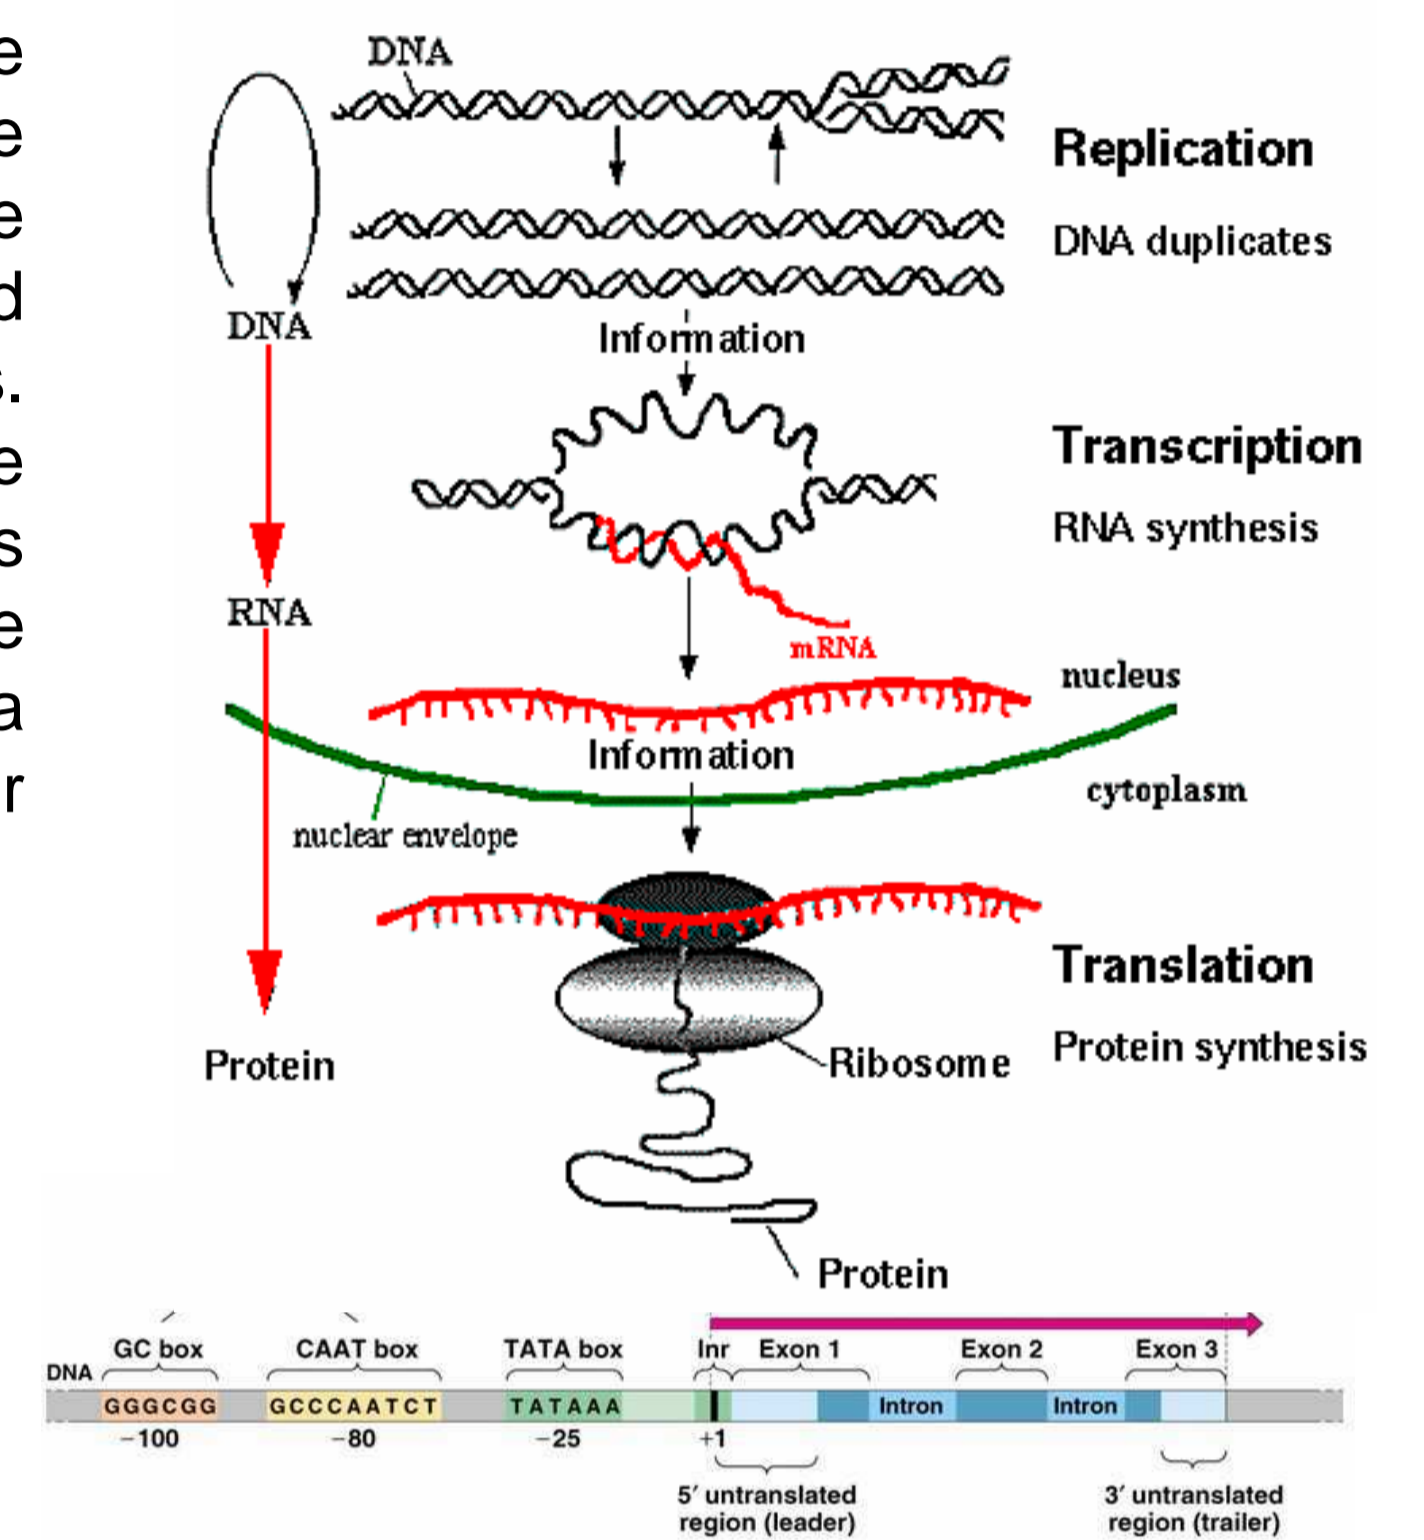 e
e
e
d
s.
e
s
e
a
r
DNA
Replication
DNA duplicates
DNA
Information
Transcription
RNA synthesis
RNA
mRNA
nucleus
Information
cytoplasm
nuclear envelope
Translation
Protein synthesis
Ribosome
Protein
Protein
GC box CAAT box TATA box Inr Exon 1 Exon 2 Exon 3
DNA
GGGCGG GCCCAATCT TATAAA Intron Intron
−100 −80 −25 +1
5′ untranslated
region (leader)
3′ untranslated
region (trailer)